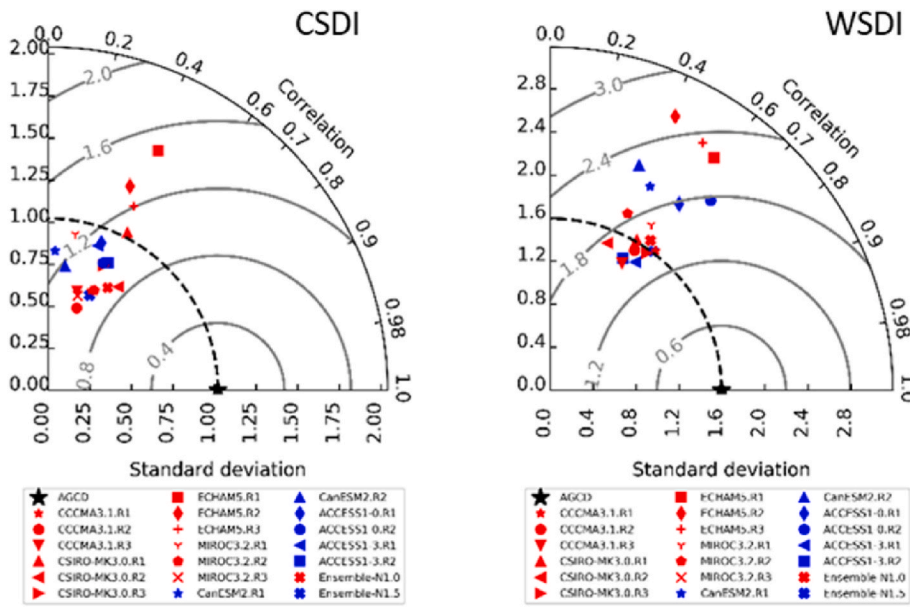 CSDI
2.00
1.75
1.50
1.25
1.00
0.75
0.50
0.25
0.00
0.00
0.25
0.50
0.75
1.00
1.25
1.50
1.75
2.00
0
0.2
0.4
0.6
0.7
0.8
0.9
0.98
1.0
Correlation
2.0
1.6
1.2
0.8
0.4
Standard deviation
AGCD
CCCMA3.1.R1
CCCMA3.1.R2
CCCMA3.1.R3
CSIRO-MK3.0.R1
CSIRO-MK3.0.R2
CSIRO-MK3.0.R3
ECHAM5.R1
ECHAM5.R2
ECHAM5.R3
MIROC3.2.R1
MIROC3.2.R2
MIROC3.2.R3
CanESM2.R1
CanESM2.R2
ACCESS1-0.R1
ACCESS1-0.R2
ACCESS1-3.R1
ACCESS1-3.R2
Ensemble-N1.0
Ensemble-N1.5
WSDI
2.8
2.4
2.0
1.6
1.2
0.8
0.4
0.0
0.0
0.4
0.8
1.2
1.6
2.0
2.4
2.8
0
0.2
0.4
0.6
0.7
0.8
0.9
0.98
1.0
Correlation
3.0
2.4
1.8
1.2
0.6
Standard deviation
AGCD
CCCMA3.1.R1
CCCMA3.1.R2
CCCMA3.1.R3
CSIRO-MK3.0.R1
CSIRO-MK3.0.R2
CSIRO-MK3.0.R3
ECHAM5.R1
ECHAM5.R2
ECHAM5.R3
MIROC3.2.R1
MIROC3.2.R2
MIROC3.2.R3
CanESM2.R1
CanESM2.R2
ACCESS1-0.R1
ACCESS1-0.R2
ACCESS1-3.R1
ACCESS1-3.R2
Ensemble-N1.0
Ensemble-N1.5